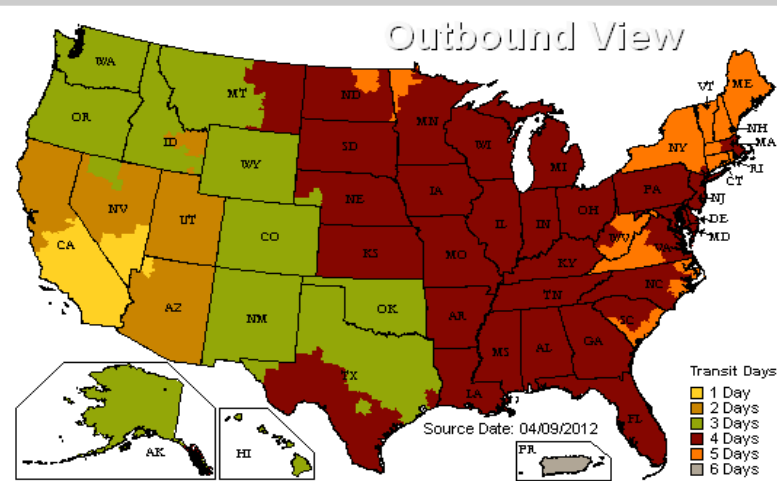 Outbound View
WA
MT
ND
VT
ME
OR
MN
ID
SD
WI
NY
NH
MA
WY
MI
RI
CT
NV
UT
NE
IA
PA
NJ
CA
CO
IL
IN
OH
DE
MD
KS
MO
WV
VA
KY
AZ
NM
OK
TN
NC
AR
SC
MS
AL
GA
TX
LA
FL
Transit Days
1 Day
2 Days
3 Days
4 Days
5 Days
6 Days
Source Date: 04/09/2012
AK
HI
PR